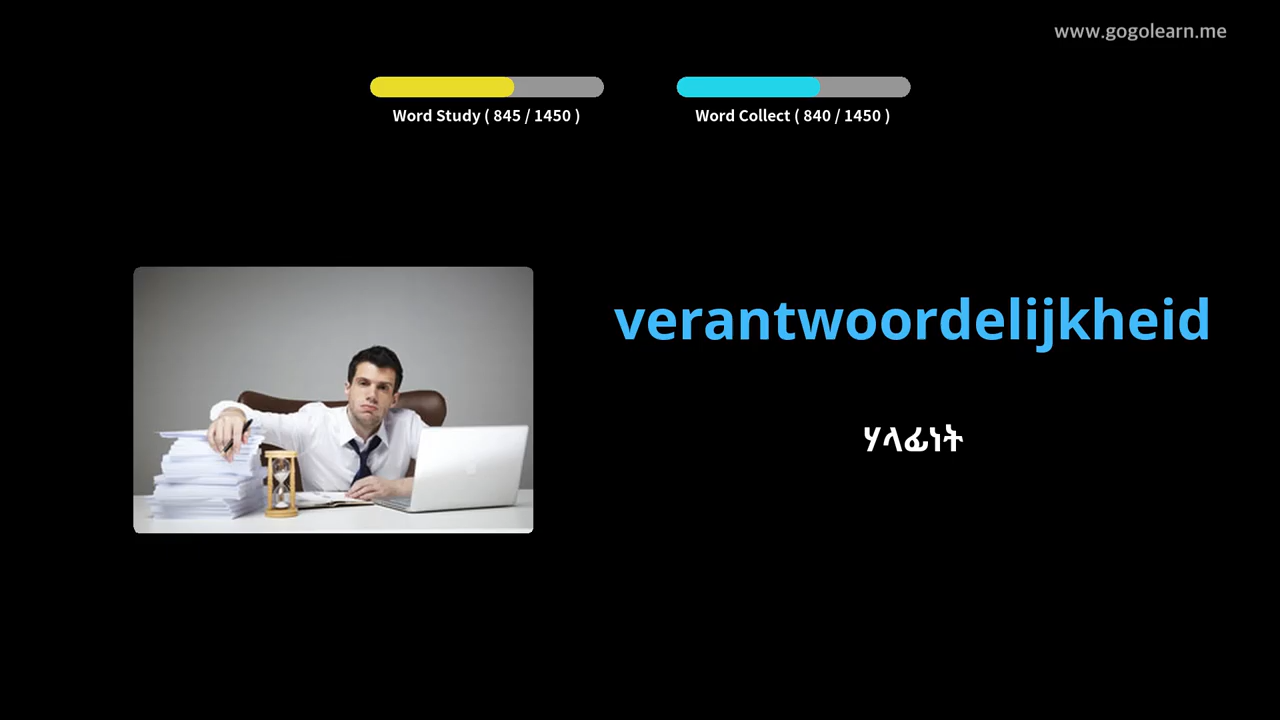 www.gogolearn.me
Word Study ( 845 / 1450 )
Word Collect ( 840 / 1450 )
verantwoordelijkheid
ሃላፊነት